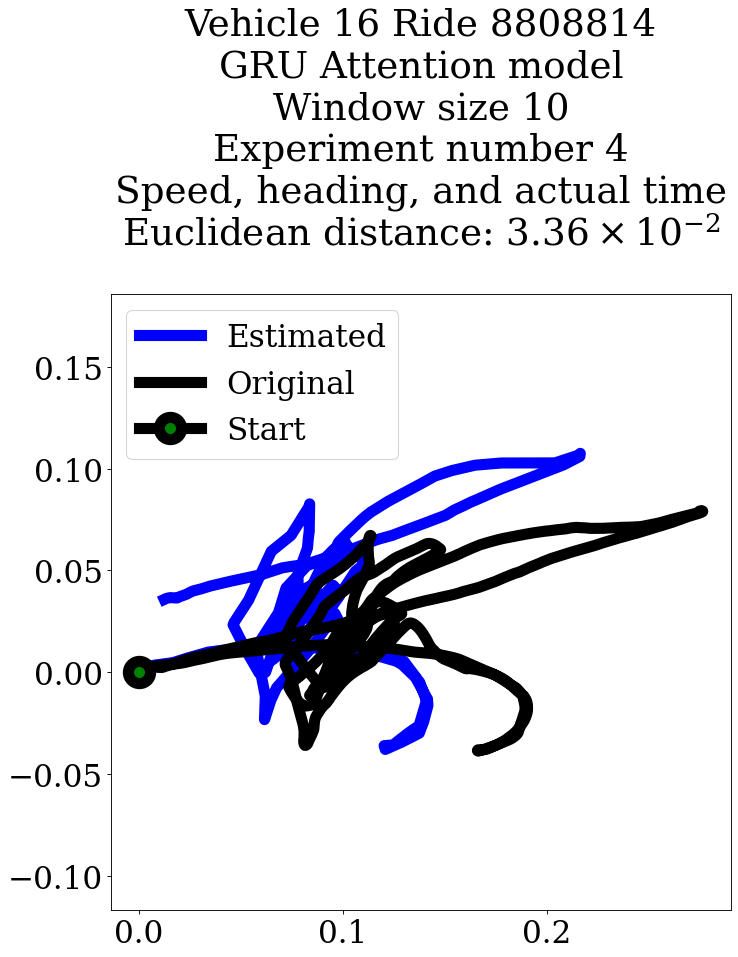 Vehicle 16 Ride 8808814
GRU Attention model
Window size 10
Experiment number 4
Speed, heading, and actual time
Euclidean distance: 3.36 × 10⁻²
Estimated
Original
Start
0.15
0.10
0.05
0.00
−0.05
−0.10
0.0 0.1 0.2